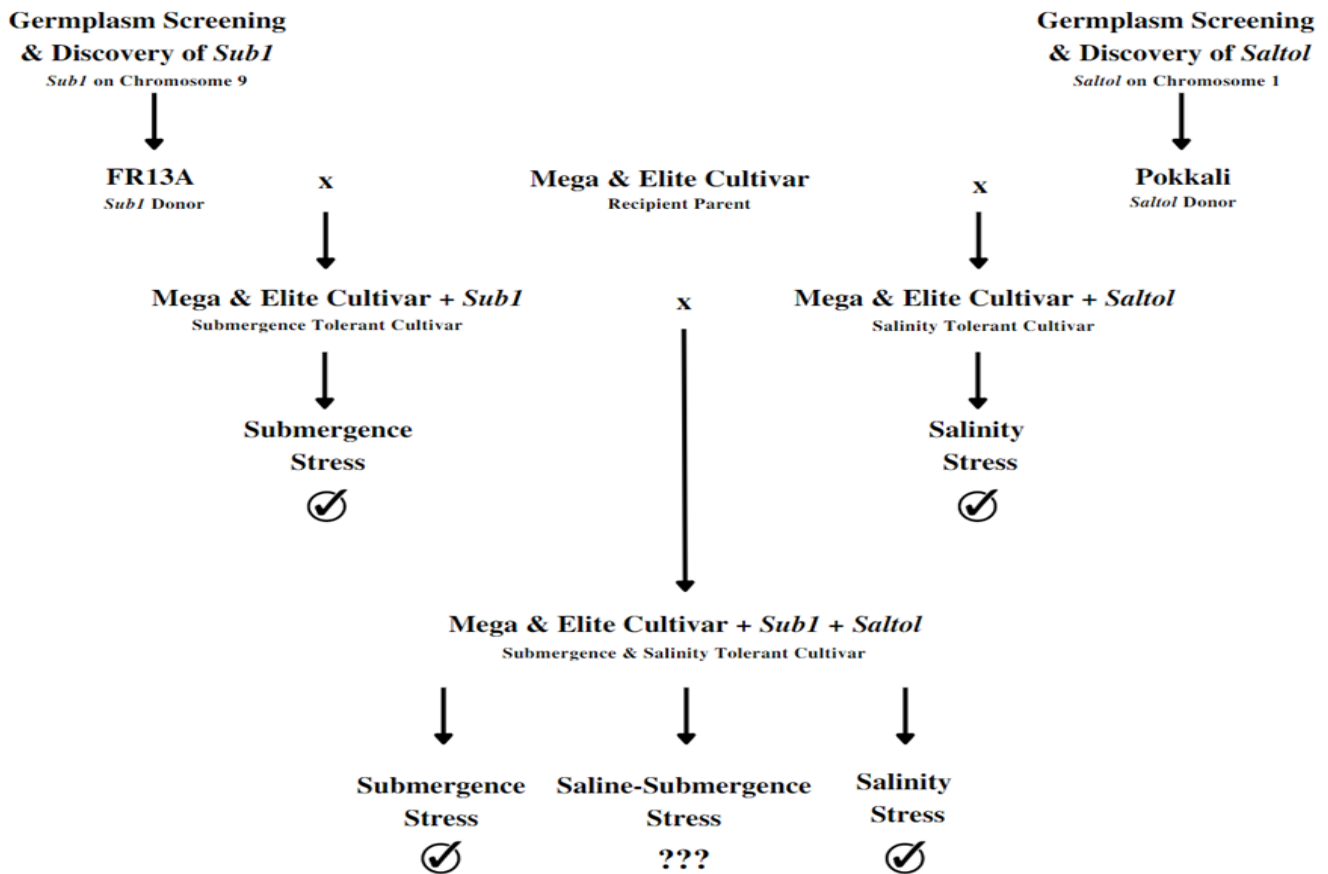 Germplasm Screening
& Discovery of Sub1
Sub1 on Chromosome 9
Germplasm Screening
& Discovery of Saltol
Saltol on Chromosome 1
FR13A
Sub1 Donor
x
Mega & Elite Cultivar
Recipient Parent
x
Pokkali
Saltol Donor
Mega & Elite Cultivar + Sub1
Submergence Tolerant Cultivar
x
Mega & Elite Cultivar + Saltol
Salinity Tolerant Cultivar
Submergence
Stress
Salinity
Stress
Mega & Elite Cultivar + Sub1 + Saltol
Submergence & Salinity Tolerant Cultivar
Submergence
Stress
Saline-Submergence
Stress
???
Salinity
Stress